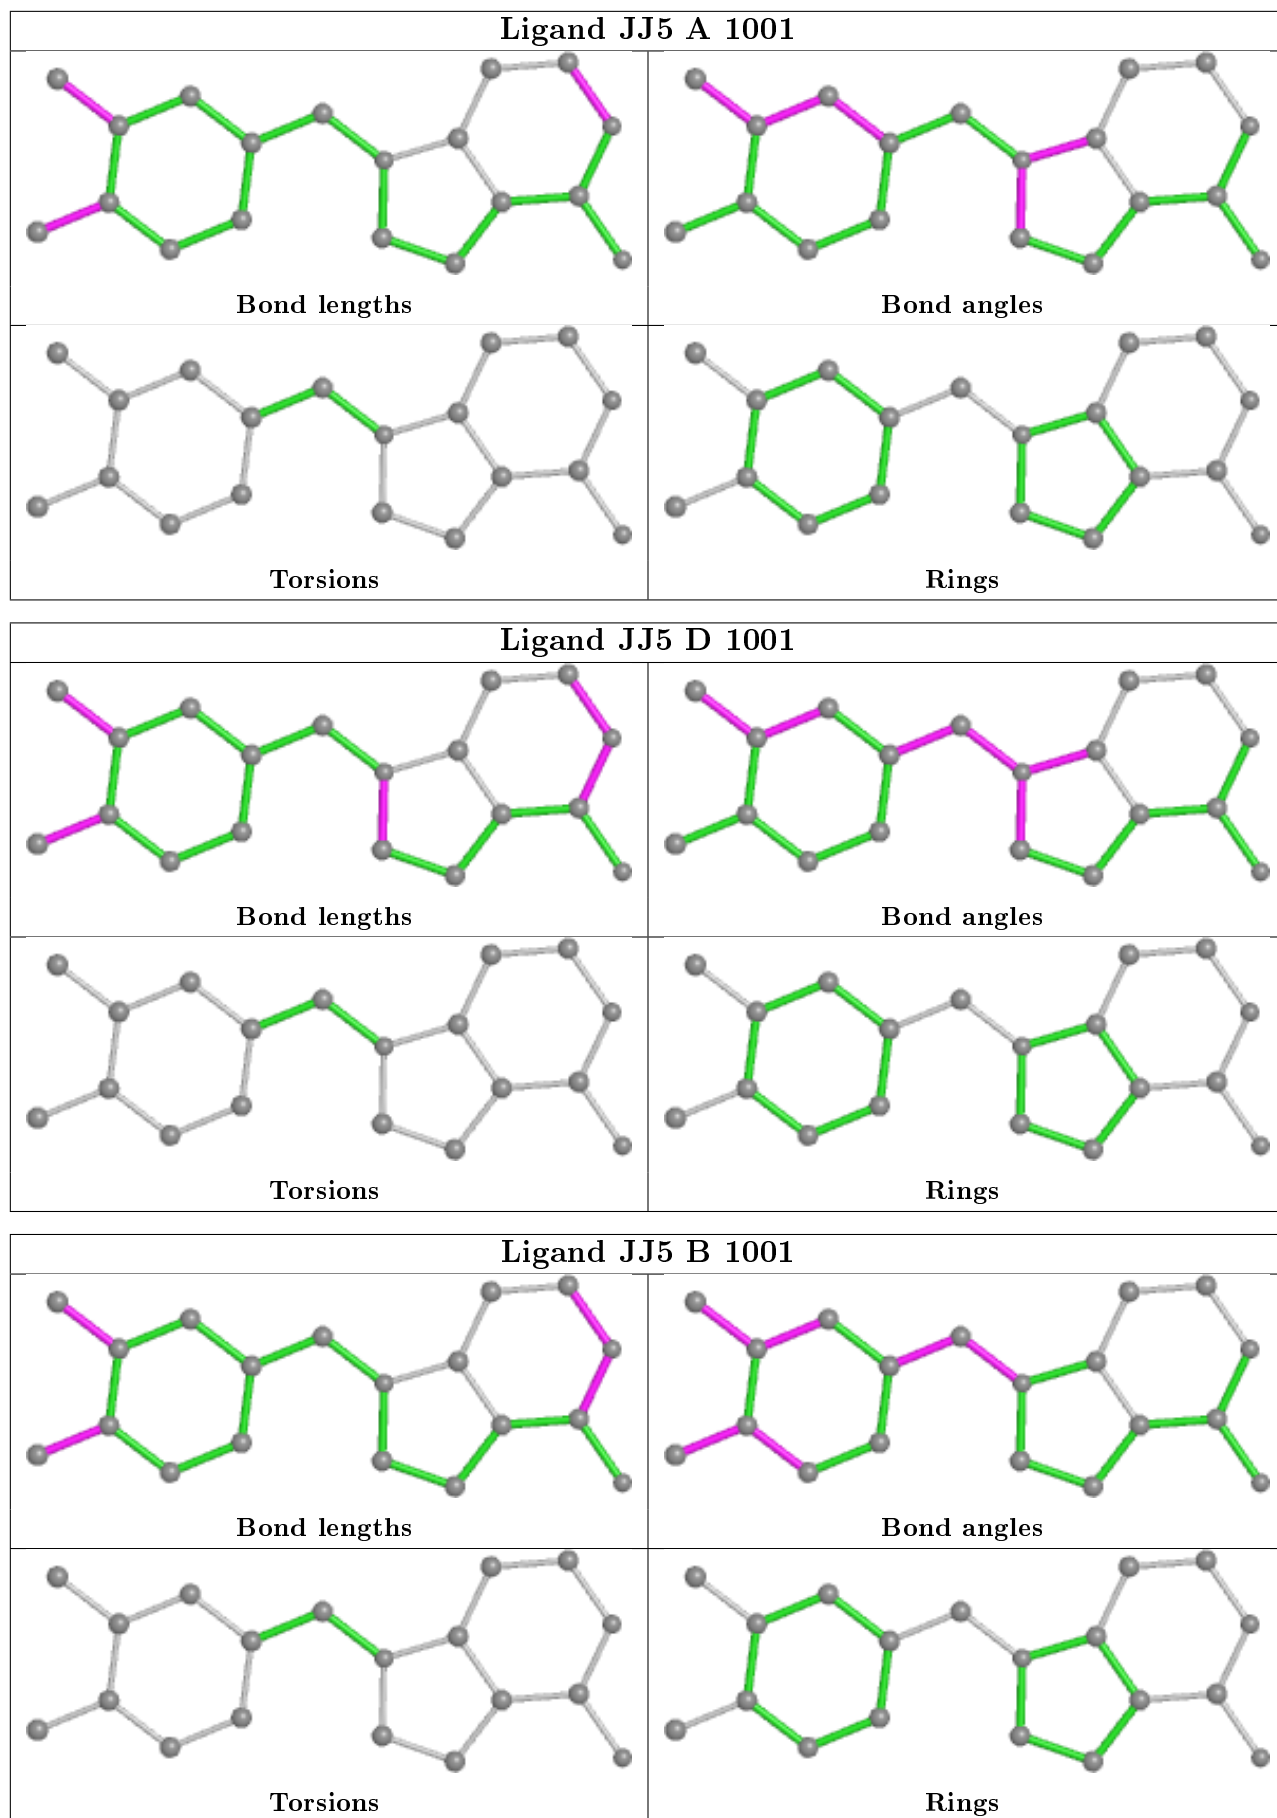 Ligand JJ5 A 1001
Bond lengths
Bond angles
Torsions
Rings
Ligand JJ5 D 1001
Bond lengths
Bond angles
Torsions
Rings
Ligand JJ5 B 1001
Bond lengths
Bond angles
Torsions
Rings